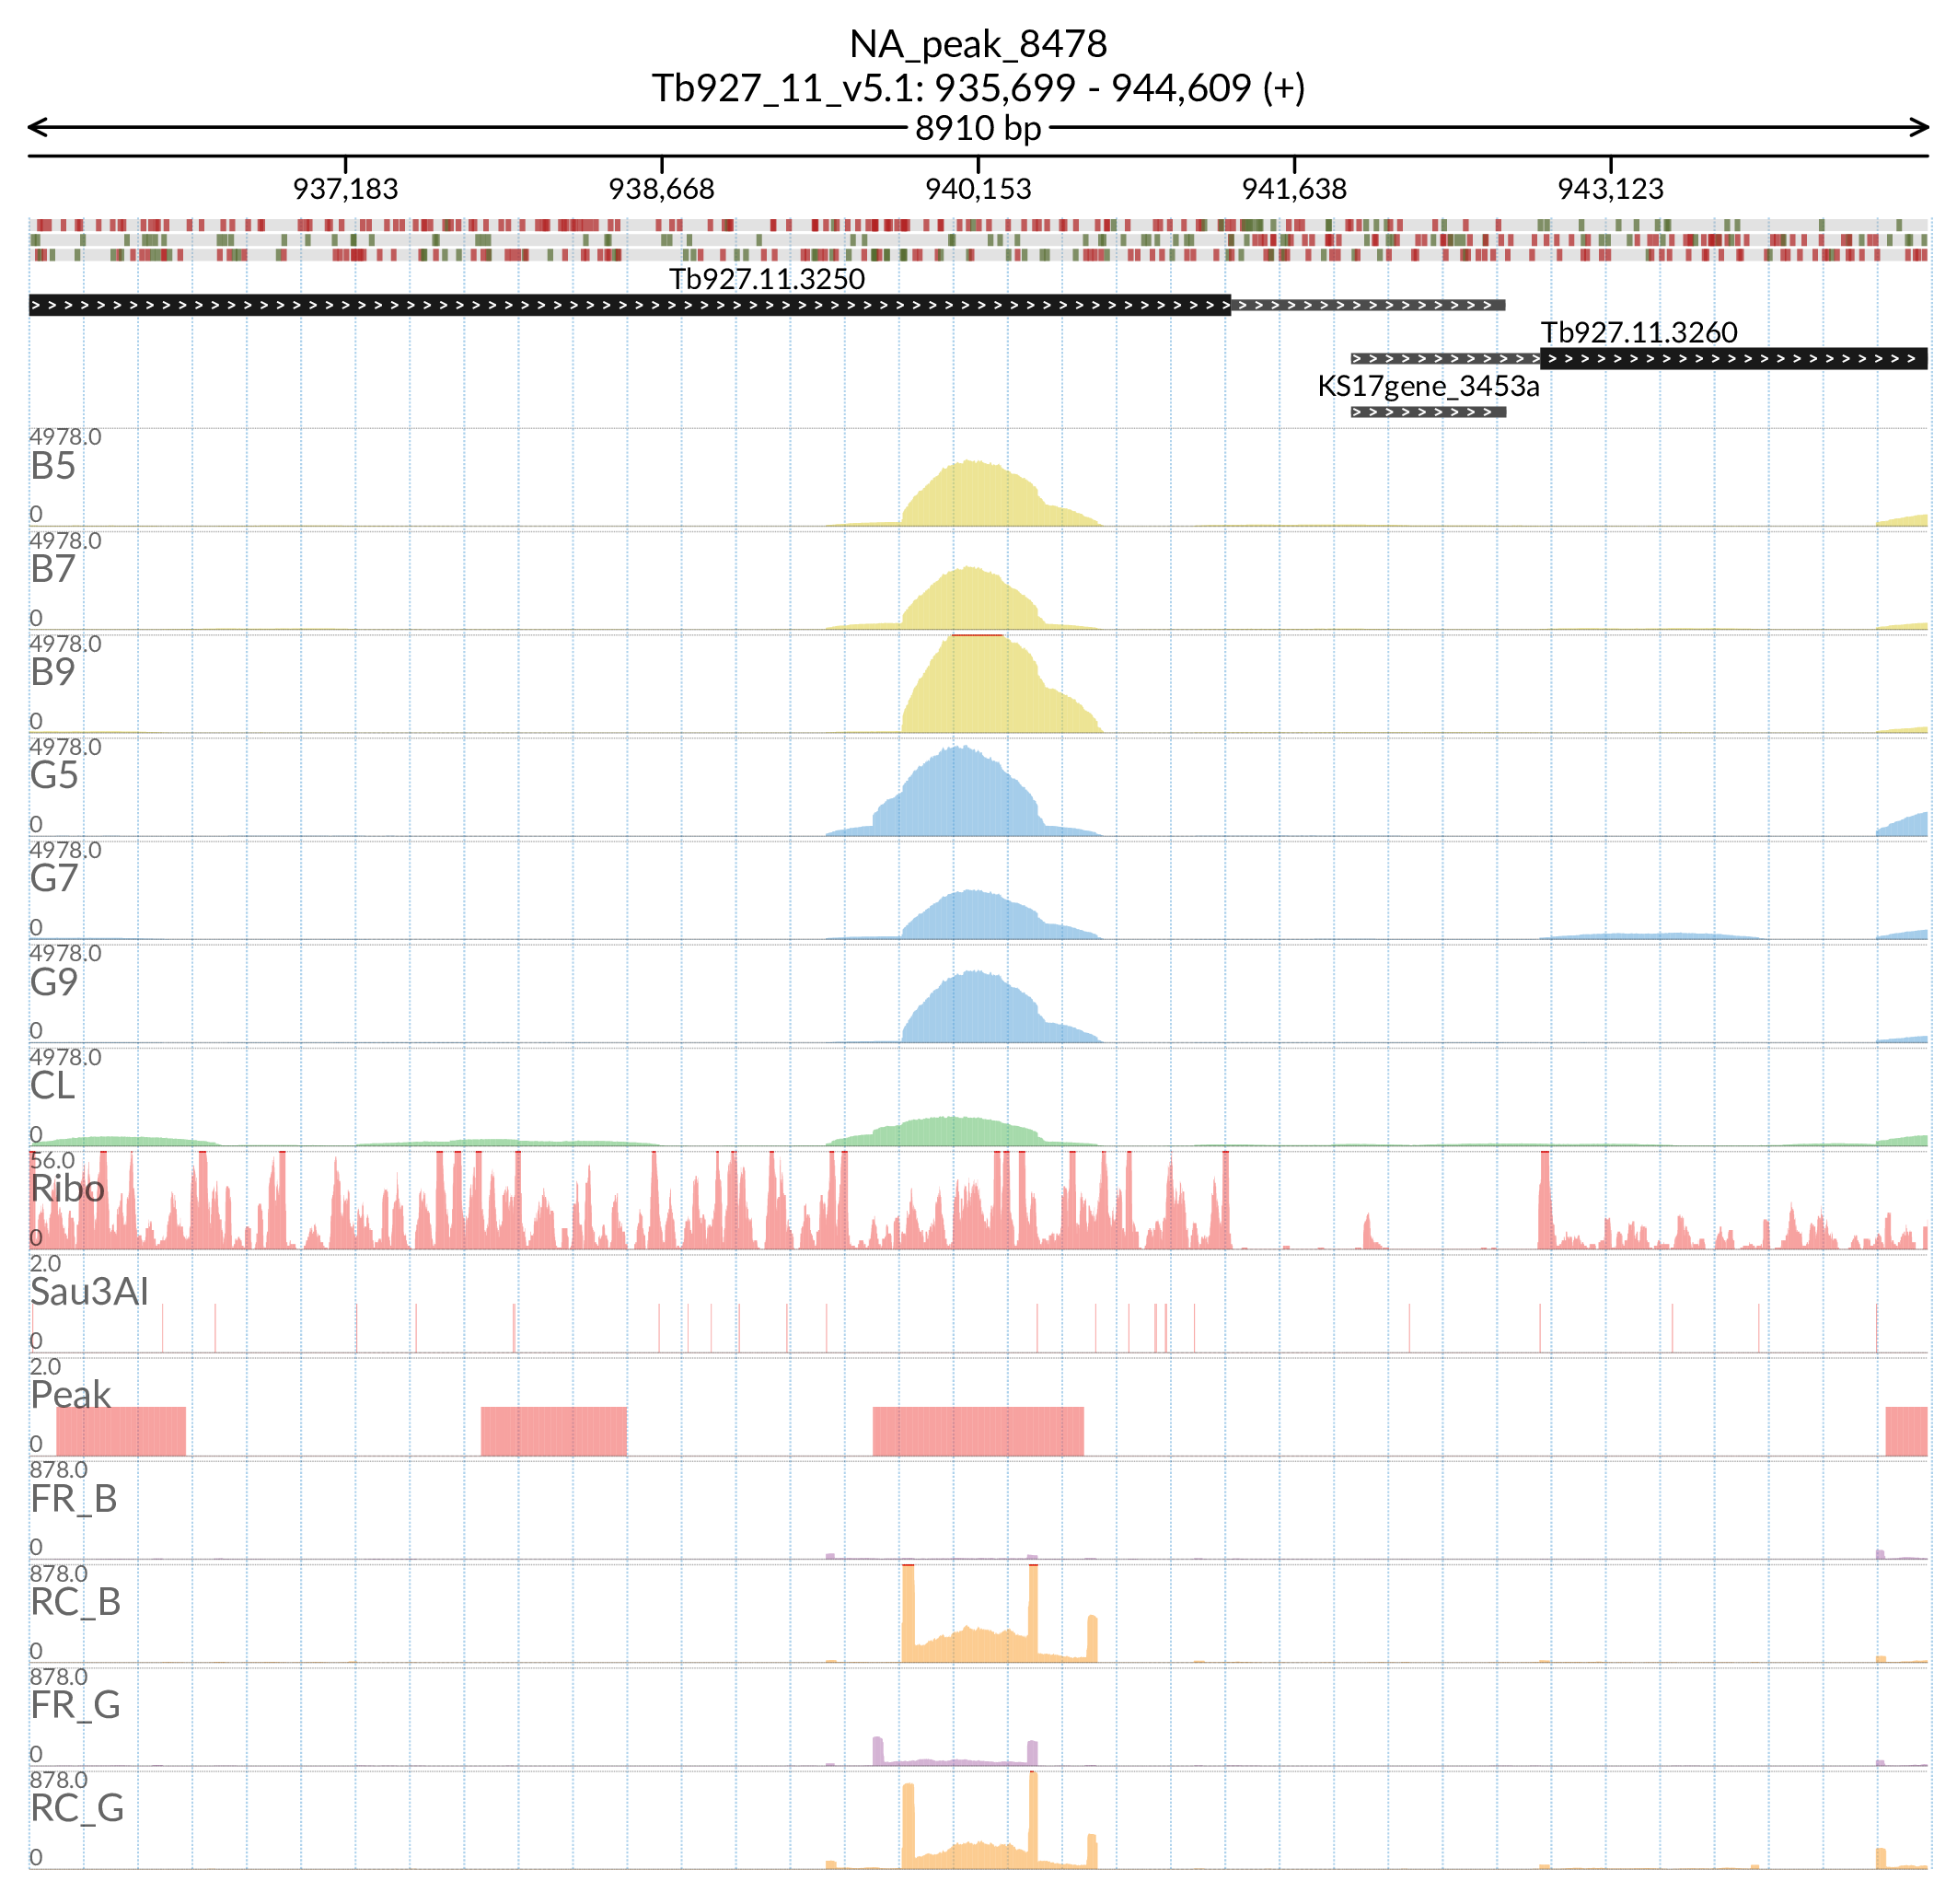 NA_peak_8478
Tb927_11_v5.1: 935,699 - 944,609 (+)
8910 bp
937,183 938,668 940,153 941,638 943,123
Tb927.11.3250
Tb927.11.3260
KS17gene_3453a
4978.0
B5
0
4978.0
B7
0
4978.0
B9
0
4978.0
G5
0
4978.0
G7
0
4978.0
G9
0
4978.0
CL
0
56.0
Ribo
0
2.0
Sau3AI
0
2.0
Peak
0
878.0
FR_B
0
878.0
RC_B
0
878.0
FR_G
0
878.0
RC_G
0